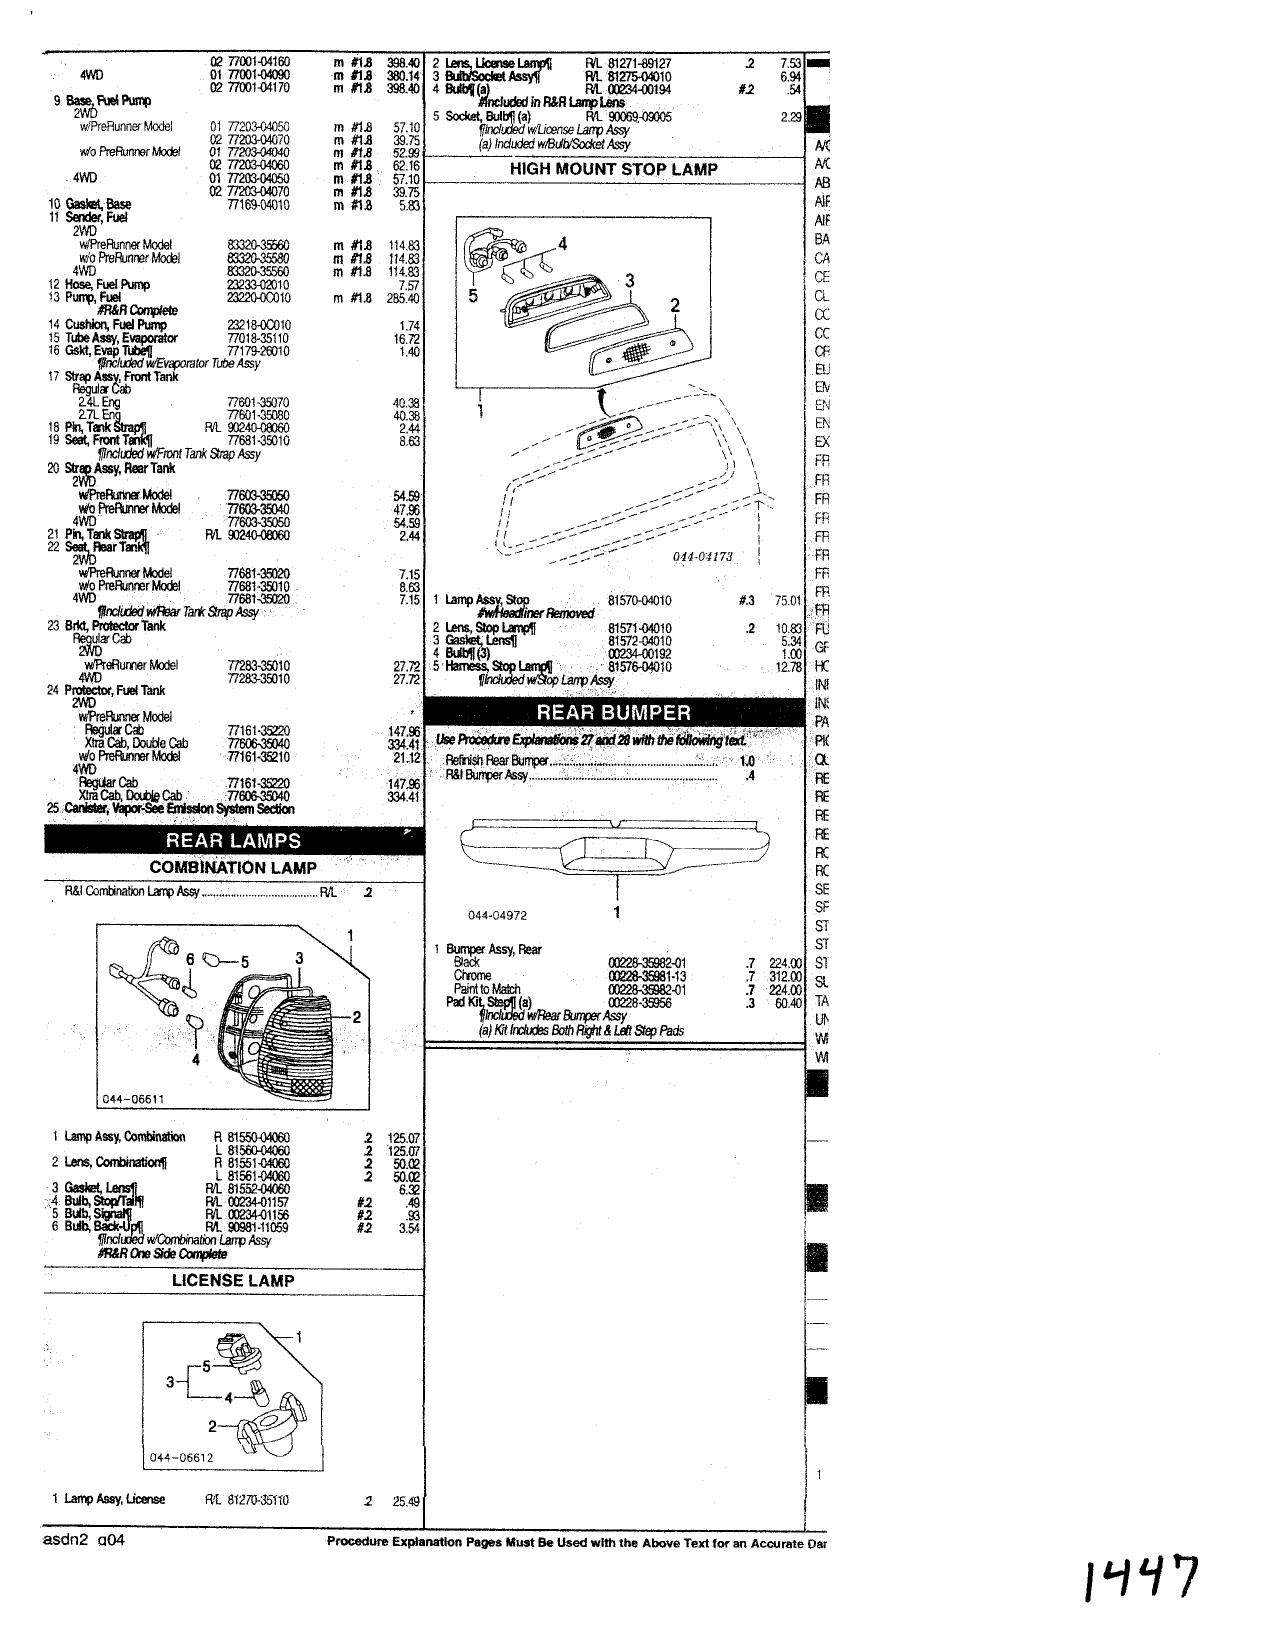 02 77001-04160 m #1.8 398.40
4WD 01 77001-04090 m #1.8 380.14
02 77001-04170 m #1.8 398.40
9 Base, Fuel Pump
2WD
w/PreRunner Model 01 77203-04050 m #1.8 57.10
02 77203-04070 m #1.8 39.75
w/o PreRunner Model 01 77203-04040 m #1.8 52.99
02 77203-04060 m #1.8 62.16
4WD 01 77203-04050 m #1.8 57.10
02 77203-04070 m #1.8 39.75
10 Gasket, Base 77169-04010 m #1.8 5.83
11 Sender, Fuel
2WD
w/PreRunner Model 83320-35560 m #1.8 114.83
w/o PreRunner Model 83320-35580 m #1.8 114.83
4WD 83320-35560 m #1.8 114.83
12 Hose, Fuel Pump 23233-02010 7.57
13 Pump, Fuel 23220-0C010 m #1.8 285.40
#R&R Complete
14 Cushion, Fuel Pump 23218-0C010 1.74
15 Tube Assy, Evaporator 77018-35110 16.72
16 Gskt, Evap Tube¶ 77179-26010 1.40
¶Included w/Evaporator Tube Assy
17 Strap Assy, Front Tank
Regular Cab
2.4L Eng 77601-35070 40.38
2.7L Eng 77601-35080 40.38
18 Pin, Tank Strap¶ R/L 90240-08060 2.44
19 Seat, Front Tank¶ 77681-35010 8.63
¶Included w/Front Tank Strap Assy
20 Strap Assy, Rear Tank
2WD
w/PreRunner Model 77603-35050 54.59
w/o PreRunner Model 77603-35040 47.96
4WD 77603-35050 54.59
21 Pin, Tank Strap¶ R/L 90240-08060 2.44
22 Seat, Rear Tank¶
2WD
w/PreRunner Model 77681-35020 7.15
w/o PreRunner Model 77681-35010 8.63
4WD 77681-35020 7.15
¶Included w/Rear Tank Strap Assy
23 Brkt, Protector Tank
Regular Cab
2WD
w/PreRunner Model 77283-35010 27.72
4WD 77283-35010 27.72
24 Protector, Fuel Tank
2WD
w/PreRunner Model
Regular Cab 77161-35220 147.96
Xtra Cab, Double Cab 77606-35040 334.41
w/o PreRunner Model 77161-35210 21.12
4WD
Regular Cab 77161-35220 147.96
Xtra Cab, Double Cab 77606-35040 334.41
25 Canister, Vapor-See Emission System Section
REAR LAMPS
COMBINATION LAMP
R&I Combination Lamp Assy R/L .2
1
6 5 3
2
4
044-06611
1 Lamp Assy, Combination R 81550-04060 .2 125.07
L 81560-04060 .2 125.07
2 Lens, Combination¶ R 81551-04060 .2 50.02
L 81561-04060 .2 50.02
3 Gasket, Lens¶ R/L 81552-04060 6.32
4 Bulb, Stop/Tail¶ R/L 00234-01157 #.2 .49
5 Bulb, Signal¶ R/L 00234-01156 #.2 .93
6 Bulb, Back-Up¶ R/L 90981-11059 #.2 3.54
¶Included w/Combination Lamp Assy
#R&R One Side Complete
LICENSE LAMP
1
5
3
4
2
044-06612
1 Lamp Assy, License R/L 81270-35110 .2 25.49
2 Lens, License Lamp¶ R/L 81271-89127 .2 7.53
3 Bulb/Socket Assy¶ R/L 81275-04010 6.94
4 Bulb¶ (a) R/L 00234-00194 #.2 .54
#Included in R&R Lamp Lens
5 Socket, Bulb¶ (a) R/L 90069-09005 2.29
¶Included w/License Lamp Assy
(a) Included w/Bulb/Socket Assy
HIGH MOUNT STOP LAMP
4
5
3
2
1
044-04173
1 Lamp Assy, Stop 81570-04010 #.3 75.01
#w/Headliner Removed
2 Lens, Stop Lamp¶ 81571-04010 .2 10.83
3 Gasket, Lens¶ 81572-04010 5.34
4 Bulb¶ (3) 00234-00192 1.00
5 Harness, Stop Lamp¶ 81576-04010 12.78
¶Included w/Stop Lamp Assy
REAR BUMPER
Use Procedure Explanations 27 and 28 with the following text.
Refinish Rear Bumper 1.0
R&I Bumper Assy .4
044-04972 1
1 Bumper Assy, Rear
Black 00228-35982-01 .7 224.00
Chrome 00228-35981-13 .7 312.00
Paint to Match 00228-35982-01 .7 224.00
Pad Kit, Step¶ (a) 00228-35956 .3 60.40
¶Included w/Rear Bumper Assy
(a) Kit Includes Both Right & Left Step Pads
A/C
A/C
AB
AIF
AIF
BA
CA
CE
CL
CC
CC
CF
EL
EM
EN
EN
EX
FR
FR
FR
FR
FR
FR
FR
FR
FR
FU
GF
HC
INI
INS
PA
PIC
QL
RE
RE
RE
RE
RC
RC
SE
SF
ST
ST
ST
SL
TA
UN
WI
WI
1
asdn2 g04
Procedure Explanation Pages Must Be Used with the Above Text for an Accurate Dar
1447